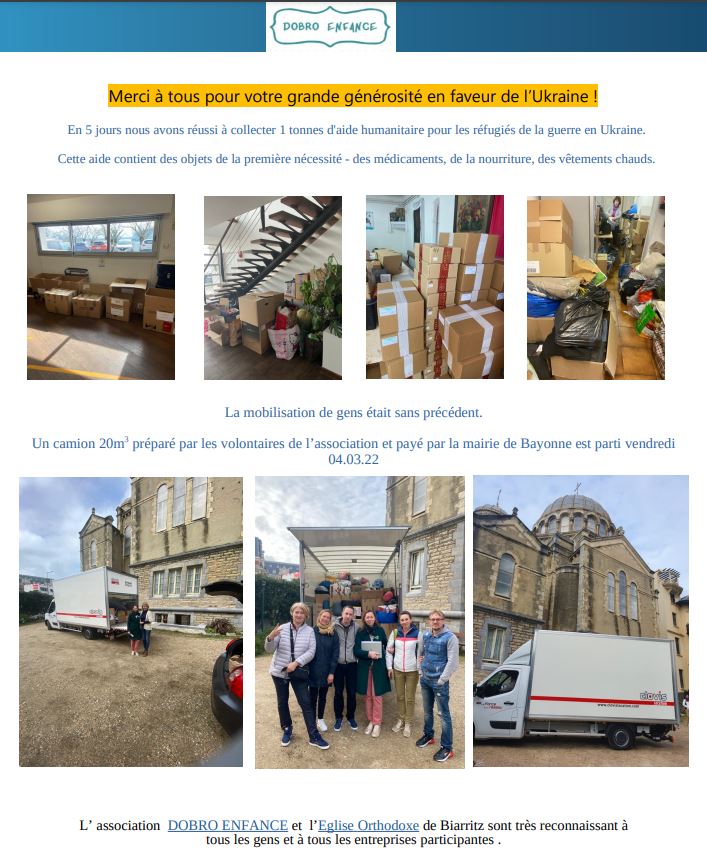 DOBRO ENFANCE
Merci à tous pour votre grande générosité en faveur de l'Ukraine !
En 5 jours nous avons réussi à collecter 1 tonnes d'aide humanitaire pour les réfugiés de la guerre en Ukraine.
Cette aide contient des objets de la première nécessité - des médicaments, de la nourriture, des vêtements chauds.
La mobilisation de gens était sans précédent.
Un camion 20m³ préparé par les volontaires de l'association et payé par la mairie de Bayonne est parti vendredi
04.03.22
clovis
L' association DOBRO ENFANCE et l'Eglise Orthodoxe de Biarritz sont très reconnaissant à
tous les gens et à tous les entreprises participantes .